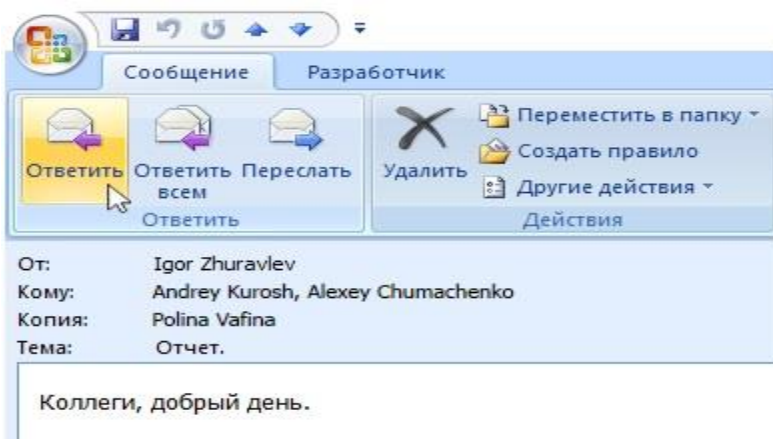 Сообщение Разработчик
Ответить Ответить всем Переслать Удалить
Переместить в папку
Создать правило
Другие действия
Ответить Действия
От: Igor Zhuravlev
Кому: Andrey Kurosh, Alexey Chumachenko
Копия: Polina Vafina
Тема: Отчет.
Коллеги, добрый день.